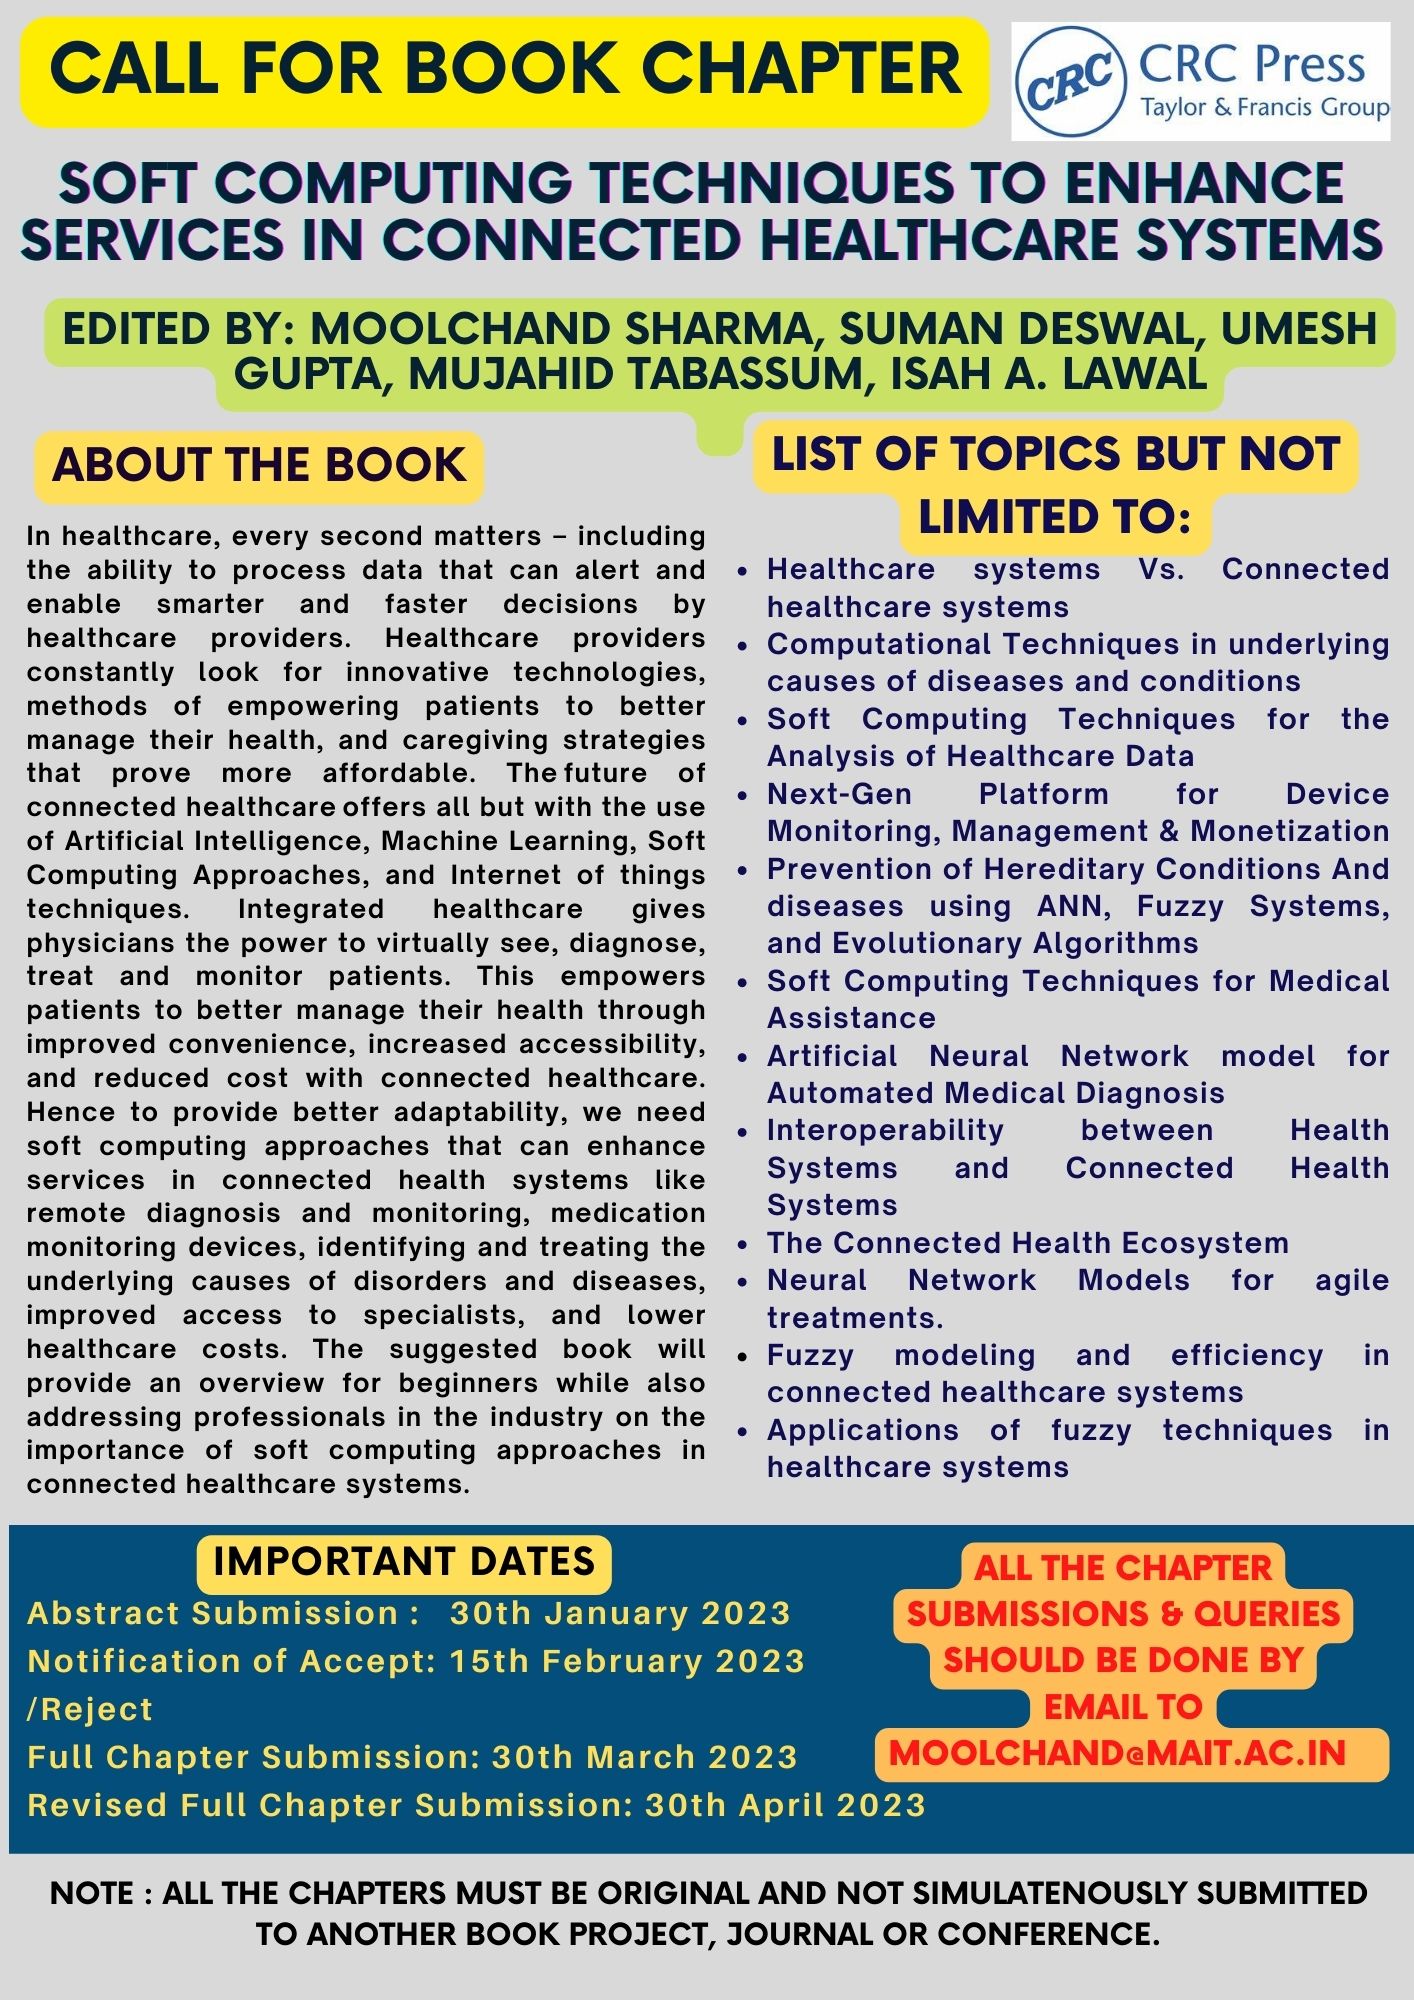 CALL FOR BOOK CHAPTER
CRC
CRC Press
Taylor & Francis Group
SOFT COMPUTING TECHNIQUES TO ENHANCE
SERVICES IN CONNECTED HEALTHCARE SYSTEMS
EDITED BY: MOOLCHAND SHARMA, SUMAN DESWAL, UMESH
GUPTA, MUJAHID TABASSUM, ISAH A. LAWAL
ABOUT THE BOOK
In healthcare, every second matters – including
the ability to process data that can alert and
enable smarter and faster decisions by
healthcare providers. Healthcare providers
constantly look for innovative technologies,
methods of empowering patients to better
manage their health, and caregiving strategies
that prove more affordable. The future of
connected healthcare offers all but with the use
of Artificial Intelligence, Machine Learning, Soft
Computing Approaches, and Internet of things
techniques. Integrated healthcare gives
physicians the power to virtually see, diagnose,
treat and monitor patients. This empowers
patients to better manage their health through
improved convenience, increased accessibility,
and reduced cost with connected healthcare.
Hence to provide better adaptability, we need
soft computing approaches that can enhance
services in connected health systems like
remote diagnosis and monitoring, medication
monitoring devices, identifying and treating the
underlying causes of disorders and diseases,
improved access to specialists, and lower
healthcare costs. The suggested book will
provide an overview for beginners while also
addressing professionals in the industry on the
importance of soft computing approaches in
connected healthcare systems.
LIST OF TOPICS BUT NOT
LIMITED TO:
• Healthcare systems Vs. Connected
healthcare systems
• Computational Techniques in underlying
causes of diseases and conditions
• Soft Computing Techniques for the
Analysis of Healthcare Data
• Next-Gen Platform for Device
Monitoring, Management & Monetization
• Prevention of Hereditary Conditions And
diseases using ANN, Fuzzy Systems,
and Evolutionary Algorithms
• Soft Computing Techniques for Medical
Assistance
• Artificial Neural Network model for
Automated Medical Diagnosis
• Interoperability between Health
Systems and Connected Health
Systems
• The Connected Health Ecosystem
• Neural Network Models for agile
treatments.
• Fuzzy modeling and efficiency in
connected healthcare systems
• Applications of fuzzy techniques in
healthcare systems
IMPORTANT DATES
Abstract Submission : 30th January 2023
Notification of Accept: 15th February 2023
/Reject
Full Chapter Submission: 30th March 2023
Revised Full Chapter Submission: 30th April 2023
ALL THE CHAPTER
SUBMISSIONS & QUERIES
SHOULD BE DONE BY
EMAIL TO
MOOLCHAND@MAIT.AC.IN
NOTE : ALL THE CHAPTERS MUST BE ORIGINAL AND NOT SIMULATENOUSLY SUBMITTED
TO ANOTHER BOOK PROJECT, JOURNAL OR CONFERENCE.